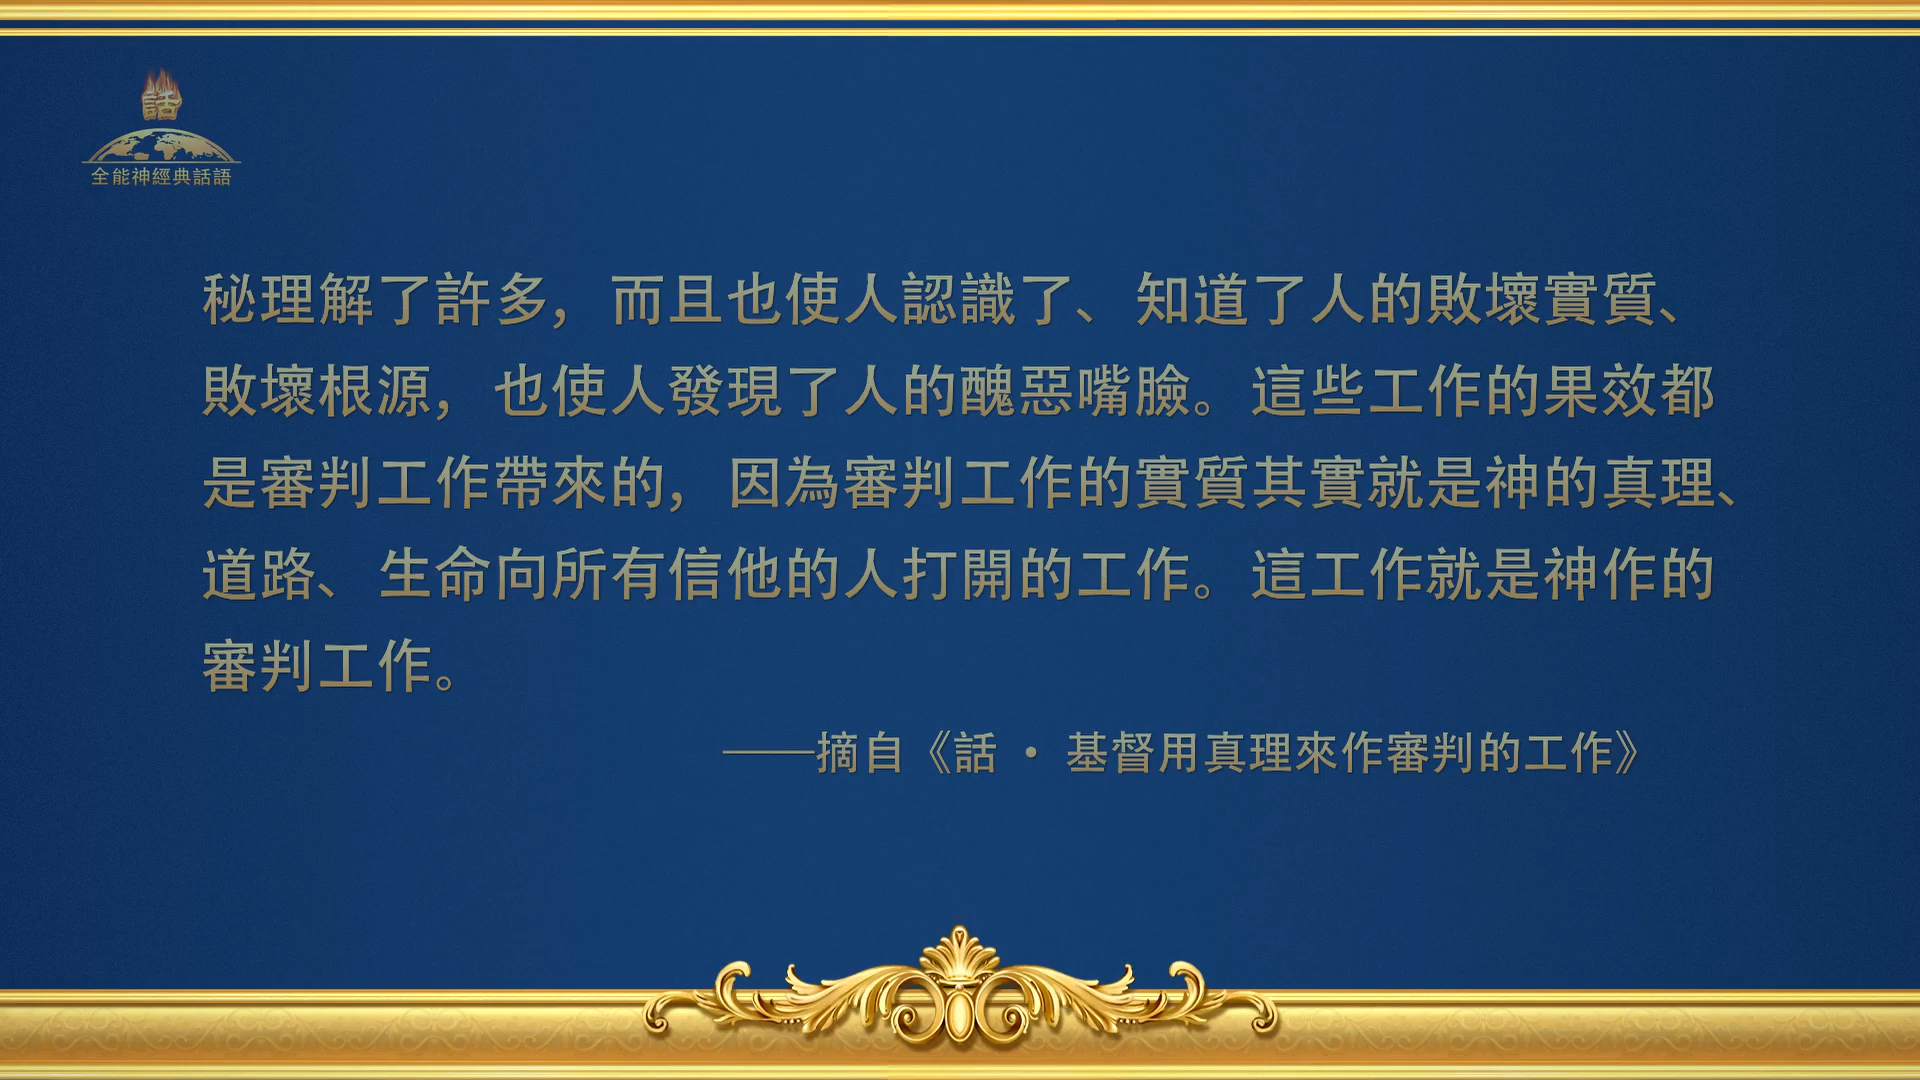 話
全能神經典話語
秘理解了許多，而且也使人認識了、知道了人的敗壞實質、
敗壞根源，也使人發現了人的醜惡嘴臉。這些工作的果效都
是審判工作帶來的，因為審判工作的實質其實就是神的真理、
道路、生命向所有信他的人打開的工作。這工作就是神作的
審判工作。
——摘自《話・基督用真理來作審判的工作》